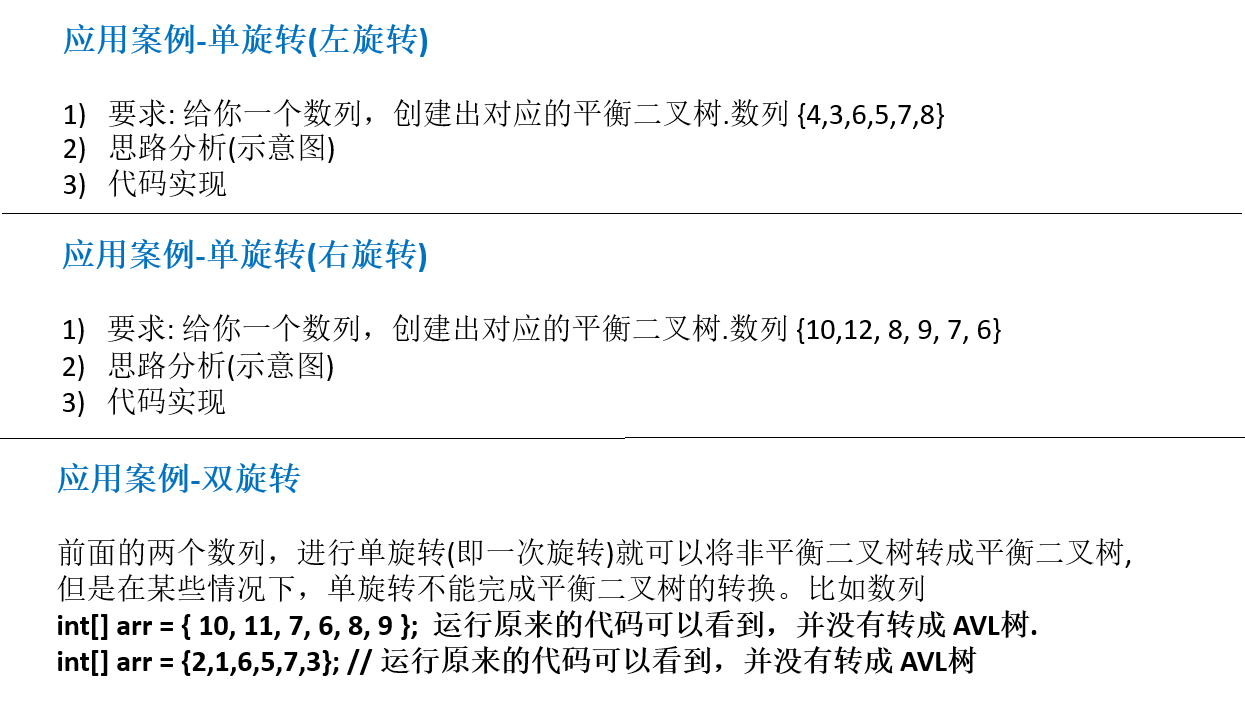 应用案例-单旋转(左旋转)
1) 要求: 给你一个数列，创建出对应的平衡二叉树.数列 {4,3,6,5,7,8}
2) 思路分析(示意图)
3) 代码实现
应用案例-单旋转(右旋转)
1) 要求: 给你一个数列，创建出对应的平衡二叉树.数列 {10,12, 8, 9, 7, 6}
2) 思路分析(示意图)
3) 代码实现
应用案例-双旋转
前面的两个数列，进行单旋转(即一次旋转)就可以将非平衡二叉树转成平衡二叉树,
但是在某些情况下，单旋转不能完成平衡二叉树的转换。比如数列
int[] arr = { 10, 11, 7, 6, 8, 9 }; 运行原来的代码可以看到，并没有转成 AVL树.
int[] arr = {2,1,6,5,7,3}; // 运行原来的代码可以看到，并没有转成 AVL树